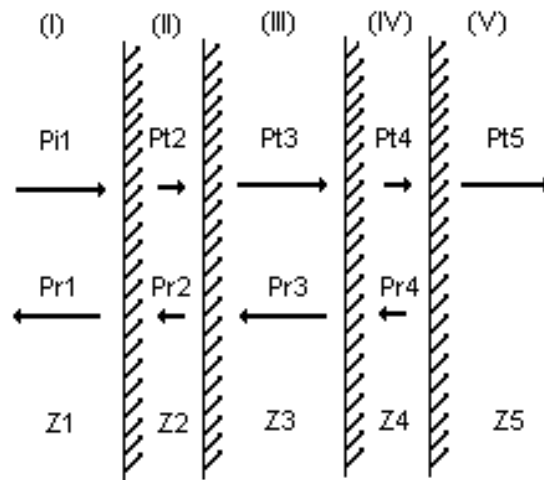 (I) (II) (III) (IV) (V)
Pi1 Pt2 Pt3 Pt4 Pt5
Pr1 Pr2 Pr3 Pr4
Z1 Z2 Z3 Z4 Z5